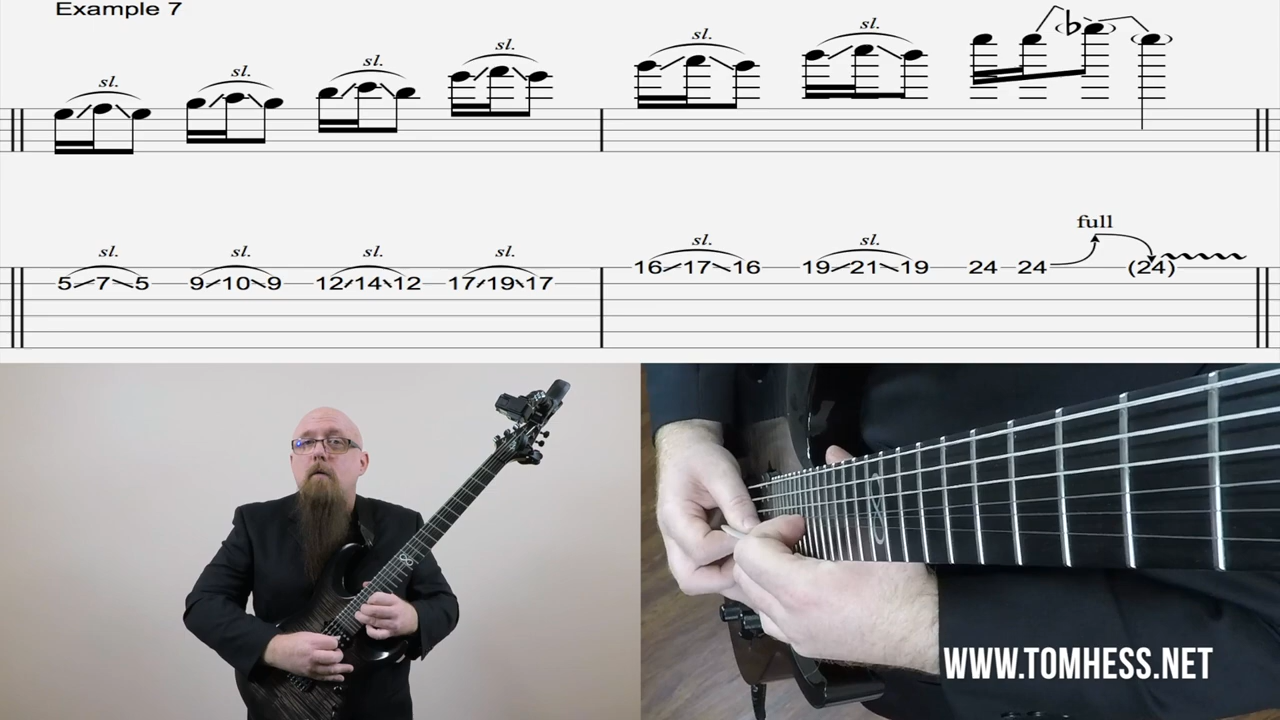 Example 7
sl. sl. sl. sl. sl. sl.
full
sl. sl. sl. sl. sl. sl.
5 7 5 9 10 9 12 14 12 17 19 17 16 17 16 19 21 19 24 24 (24)
WWW.TOMHESS.NET